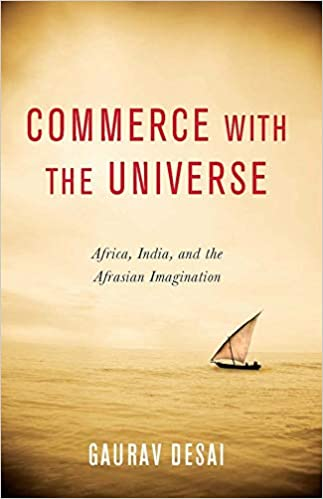 COMMERCE WITH
THE UNIVERSE
Africa, India, and the
Afrasian Imagination
GAURAV DESAI